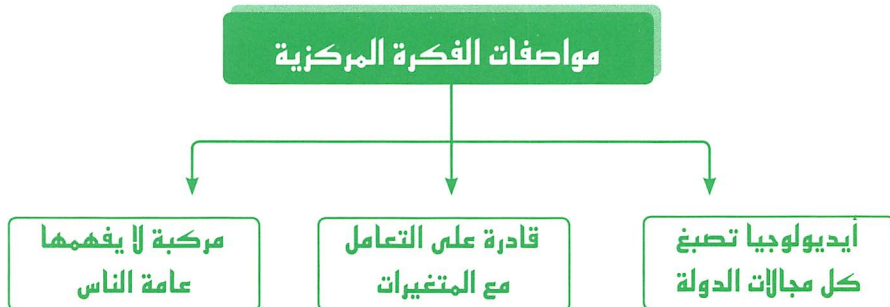 مواصفات الفكرة المركزية
أيديولوجيا تصبغ
كل مجالات الدولة
قادرة على التعامل
مع المتغيرات
مركبة لا يفهمها
عامة الناس